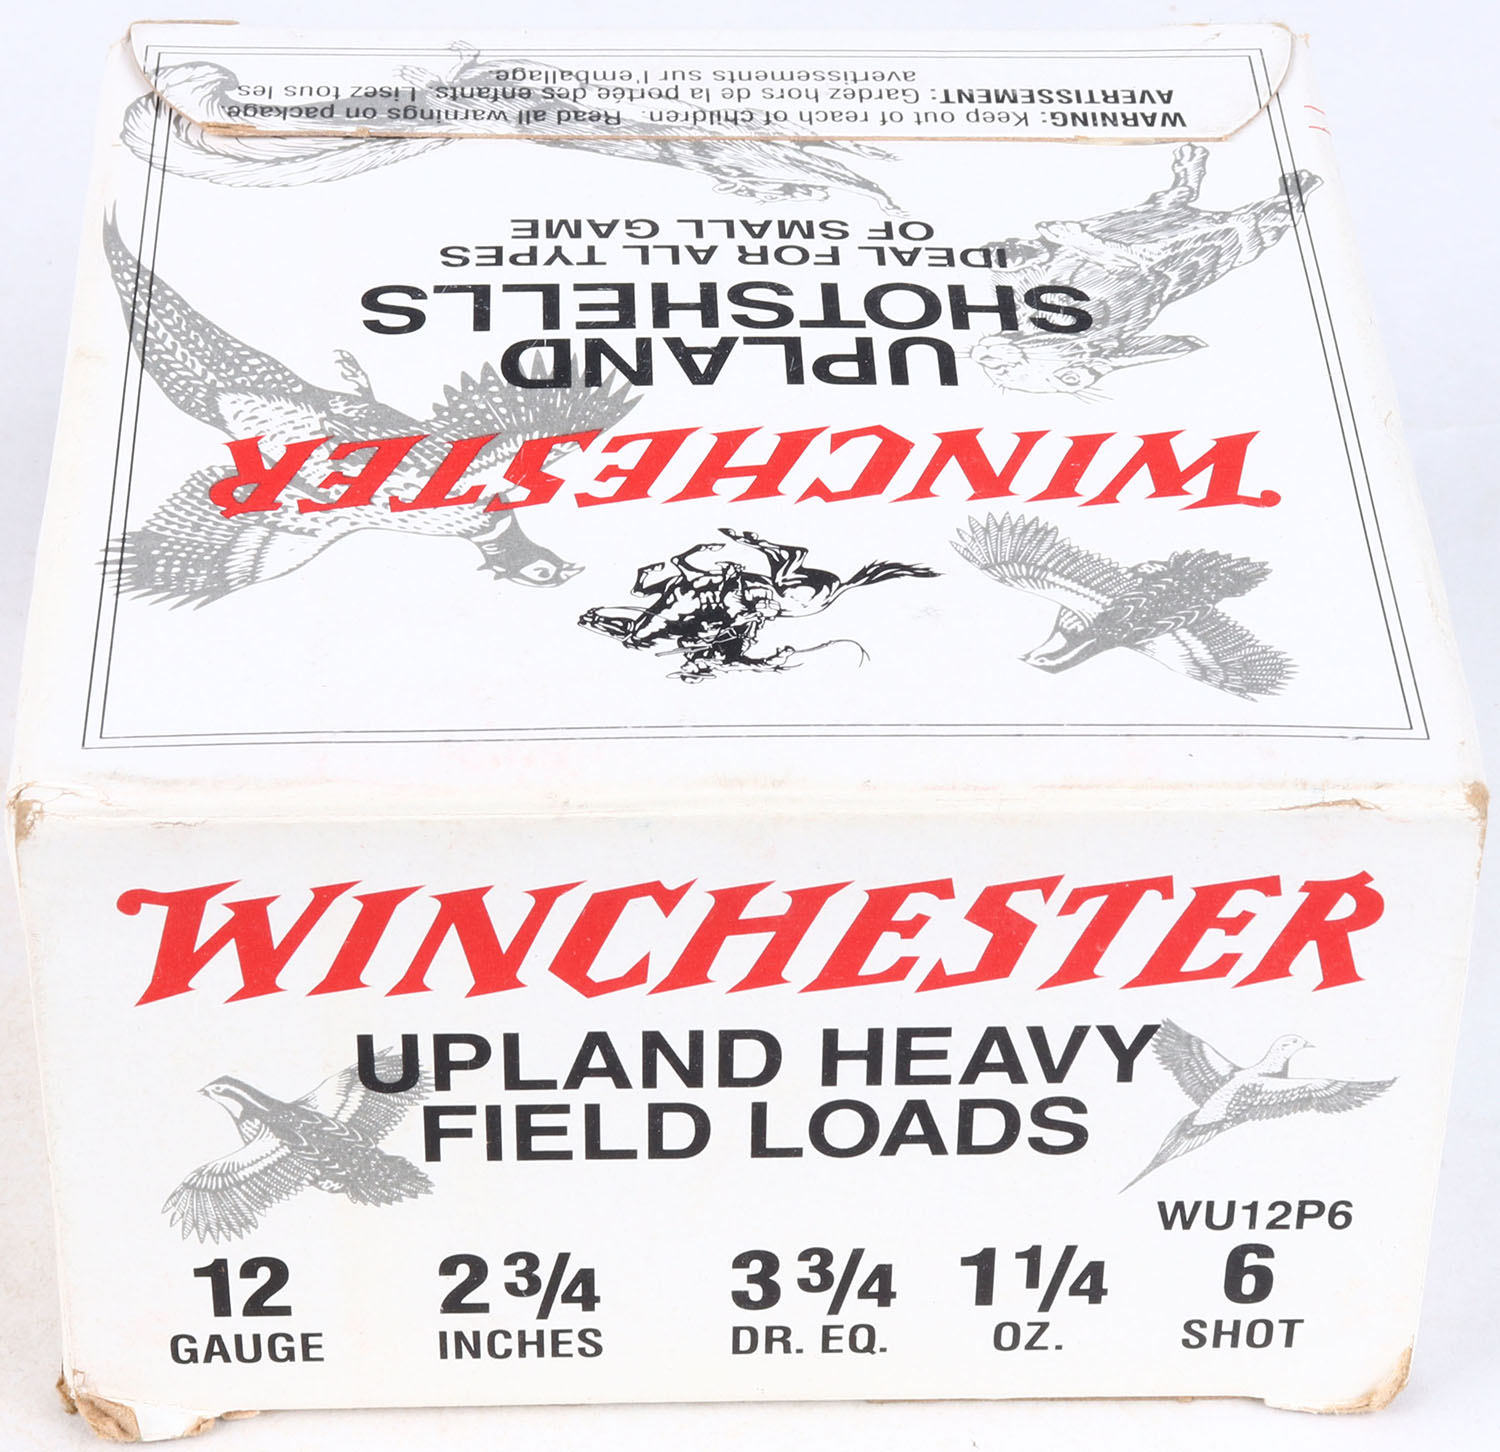 WARNING: Keep out of reach of children. Read all warnings on package.
AVERTISSEMENT: Gardez hors de la portée des enfants. Lisez tous les
avertissements sur l'emballage.
WINCHESTER
UPLAND
SHOTSHELLS
IDEAL FOR ALL TYPES
OF SMALL GAME
WINCHESTER
UPLAND HEAVY
FIELD LOADS
WU12P6
12 2 3/4 3 3/4 1 1/4 6
GAUGE INCHES DR. EQ. OZ. SHOT